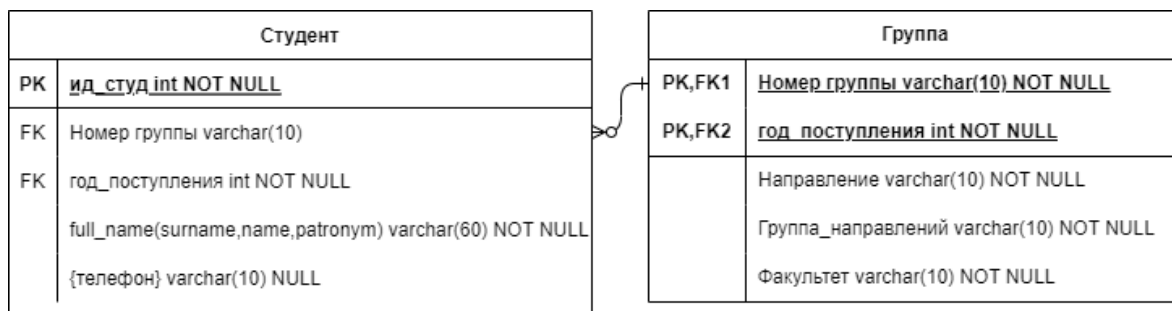 Студент
PK ид_студ int NOT NULL
FK Номер группы varchar(10)
FK год_поступления int NOT NULL
full_name(surname,name,patronym) varchar(60) NOT NULL
{телефон} varchar(10) NULL
Группа
PK,FK1 Номер группы varchar(10) NOT NULL
PK,FK2 год_поступления int NOT NULL
Направление varchar(10) NOT NULL
Группа_направлений varchar(10) NOT NULL
Факультет varchar(10) NOT NULL